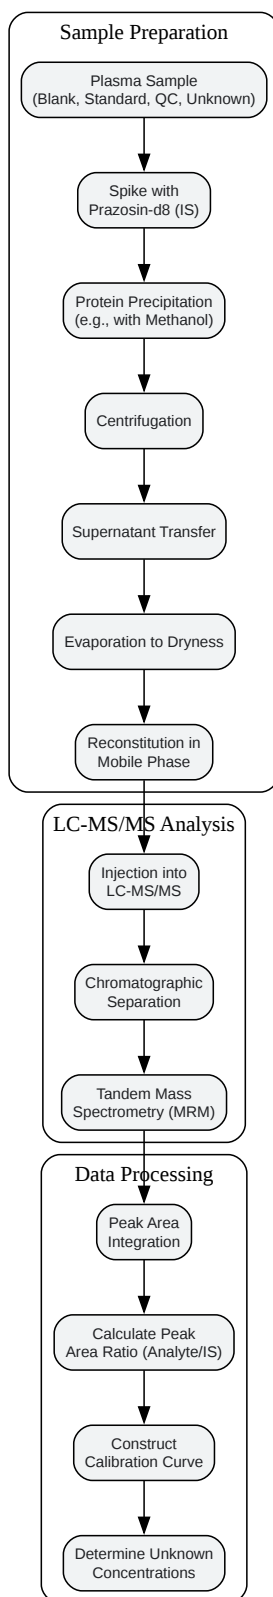 Sample Preparation
Plasma Sample
(Blank, Standard, QC, Unknown)
Spike with
Prazosin-d8 (IS)
Protein Precipitation
(e.g., with Methanol)
Centrifugation
Supernatant Transfer
Evaporation to Dryness
Reconstitution in
Mobile Phase
LC-MS/MS Analysis
Injection into
LC-MS/MS
Chromatographic
Separation
Tandem Mass
Spectrometry (MRM)
Data Processing
Peak Area
Integration
Calculate Peak
Area Ratio (Analyte/IS)
Construct
Calibration Curve
Determine Unknown
Concentrations